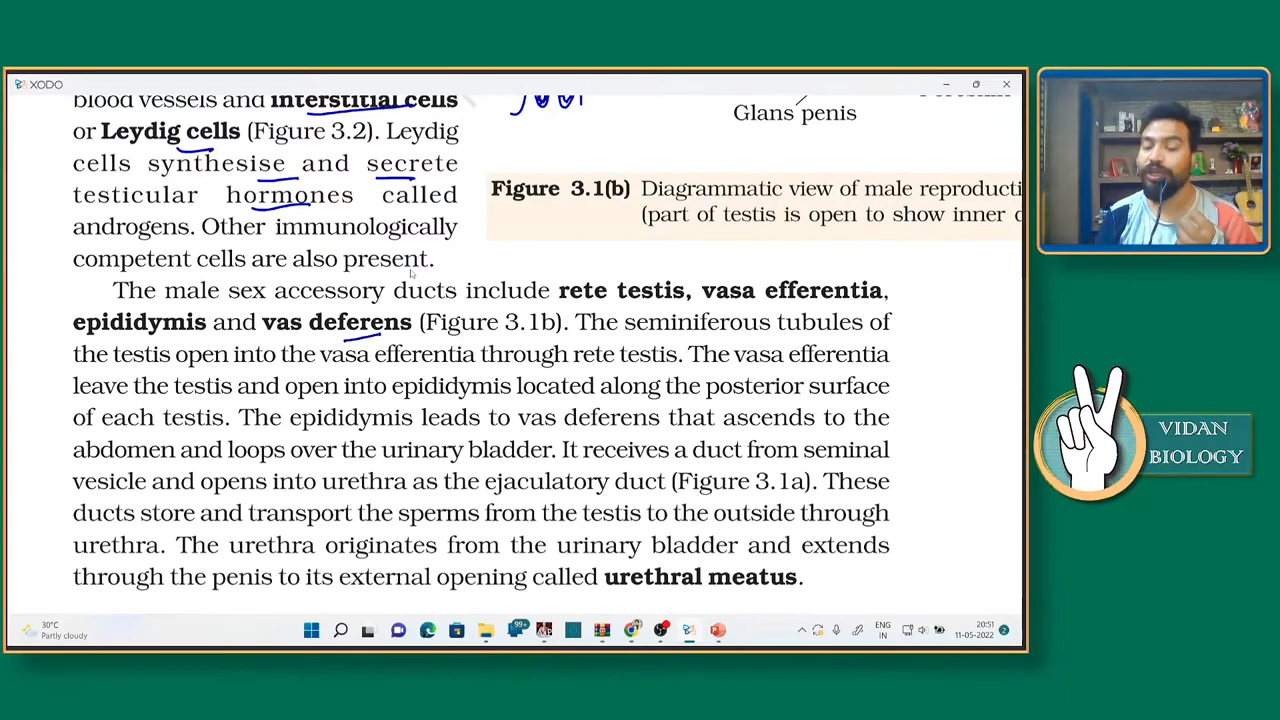 XODO
blood vessels and interstitial cells
or Leydig cells (Figure 3.2). Leydig
cells synthesise and secrete
testicular hormones called
androgens. Other immunologically
competent cells are also present.
Glans penis
Figure 3.1(b) Diagrammatic view of male reproducti
(part of testis is open to show inner d
The male sex accessory ducts include rete testis, vasa efferentia,
epididymis and vas deferens (Figure 3.1b). The seminiferous tubules of
the testis open into the vasa efferentia through rete testis. The vasa efferentia
leave the testis and open into epididymis located along the posterior surface
of each testis. The epididymis leads to vas deferens that ascends to the
abdomen and loops over the urinary bladder. It receives a duct from seminal
vesicle and opens into urethra as the ejaculatory duct (Figure 3.1a). These
ducts store and transport the sperms from the testis to the outside through
urethra. The urethra originates from the urinary bladder and extends
through the penis to its external opening called urethral meatus.
VIDAN
BIOLOGY
30°C
Partly cloudy
99+
ENG
IN
20:51
11-05-2022
2